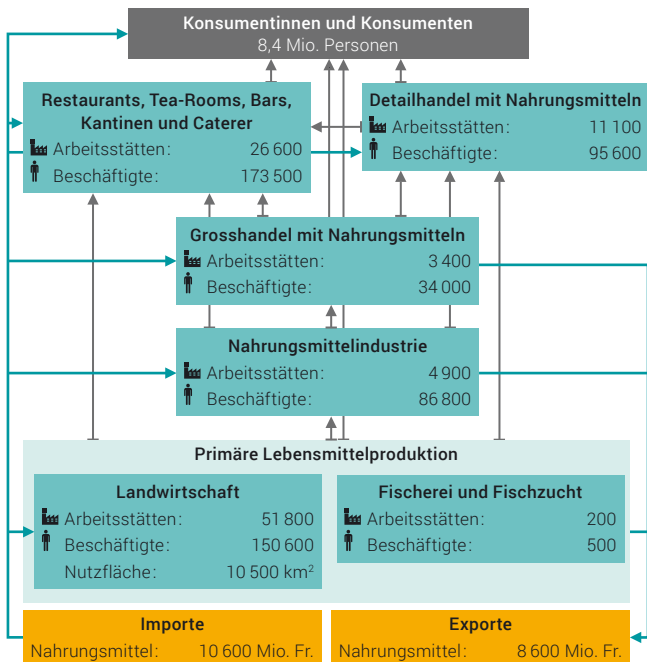 Konsumentinnen und Konsumenten
8,4 Mio. Personen
Restaurants, Tea-Rooms, Bars,
Kantinen und Caterer
Arbeitsstätten: 26 600
Beschäftigte: 173 500
Detailhandel mit Nahrungsmitteln
Arbeitsstätten: 11 100
Beschäftigte: 95 600
Grosshandel mit Nahrungsmitteln
Arbeitsstätten: 3 400
Beschäftigte: 34 000
Nahrungsmittelindustrie
Arbeitsstätten: 4 900
Beschäftigte: 86 800
Primäre Lebensmittelproduktion
Landwirtschaft
Arbeitsstätten: 51 800
Beschäftigte: 150 600
Nutzfläche: 10 500 km²
Fischerei und Fischzucht
Arbeitsstätten: 200
Beschäftigte: 500
Importe
Nahrungsmittel: 10 600 Mio. Fr.
Exporte
Nahrungsmittel: 8 600 Mio. Fr.